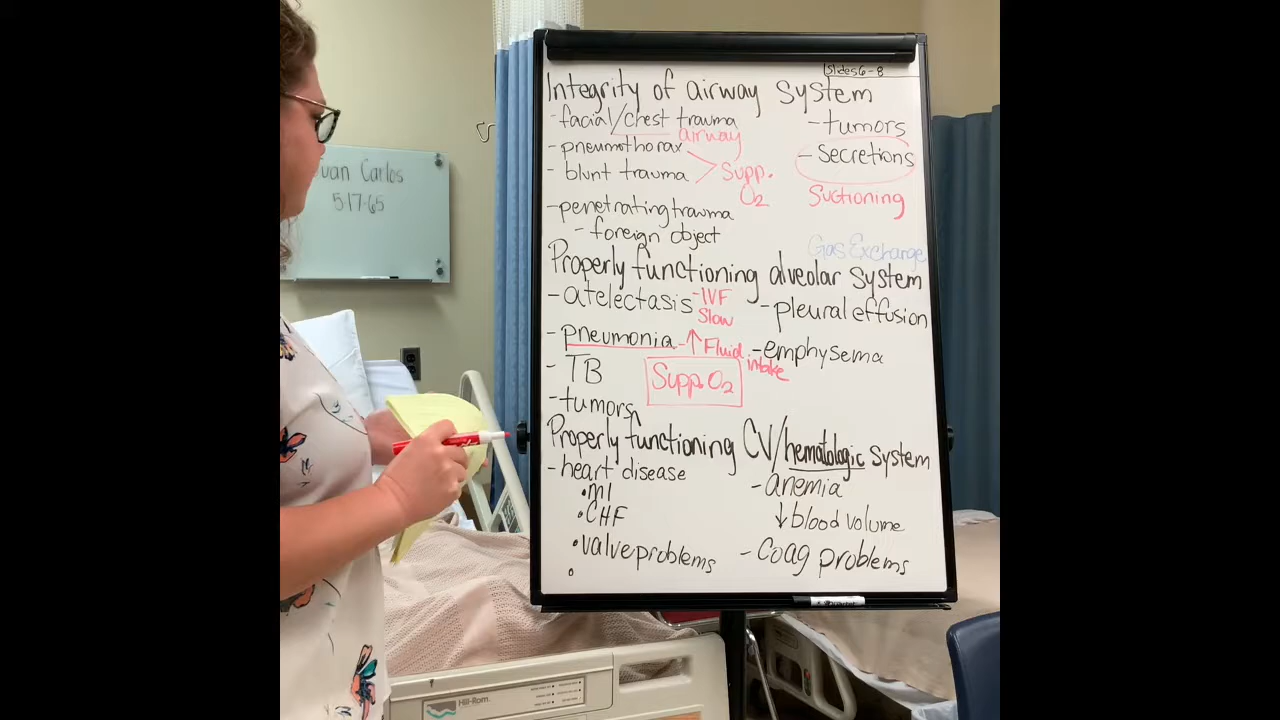 Slides 6-8
Integrity of airway system
- facial/chest trauma
airway
- pneumothorax
- blunt trauma
Supp.
O2
- penetrating trauma
- foreign object
- tumors
- Secretions
Suctioning
Gas Exchange
Properly functioning alveolar system
- atelectasis
- IVF
Slow
- pneumonia
- ↑ Fluid
intake
- TB
Supp. O2
- tumors
- pleural effusion
- emphysema
Properly functioning CV/hematologic system
- heart disease
• MI
• CHF
• valve problems
- anemia
↓ blood volume
- Coag problems
Juan Carlos
5-17-65
Hill-Rom